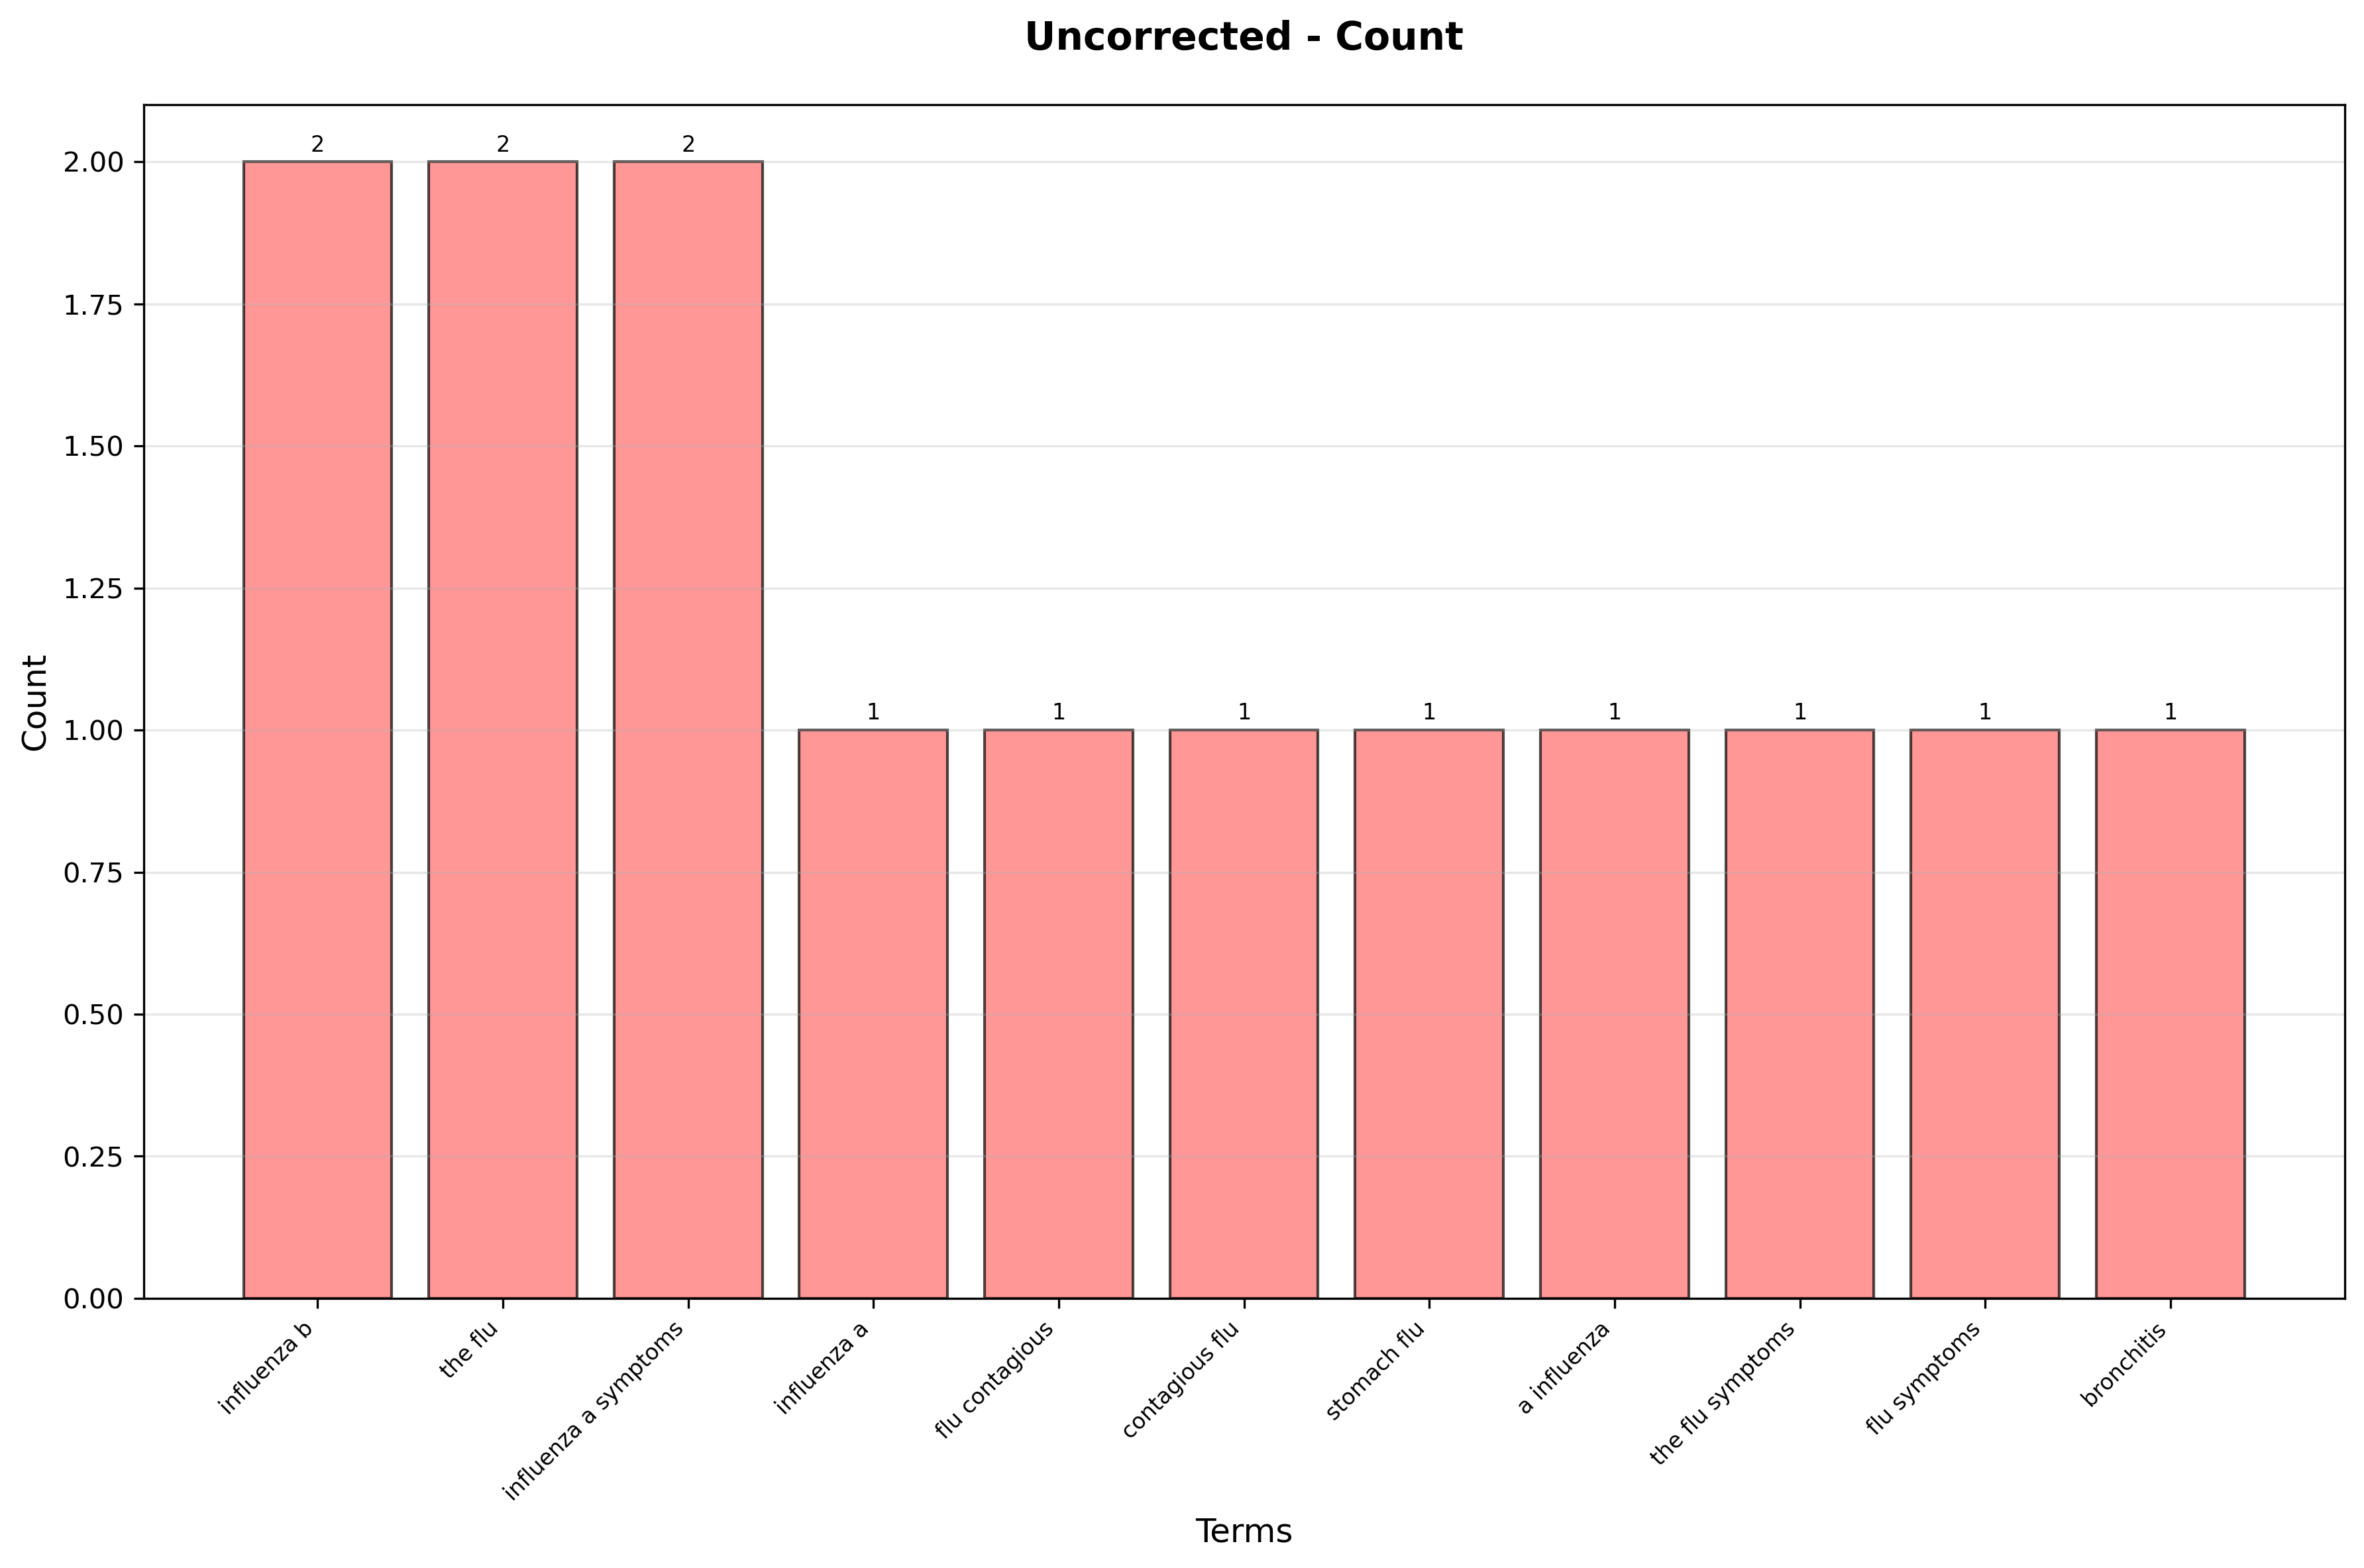 Uncorrected - Count
2 2 2
2.00
1.75
1.50
1.25
1 1 1 1 1 1 1 1
1.00
0.75
0.50
0.25
0.00
Count
influenza b
the flu
influenza a symptoms
influenza a
flu contagious
contagious flu
stomach flu
a influenza
the flu symptoms
flu symptoms
bronchitis
Terms